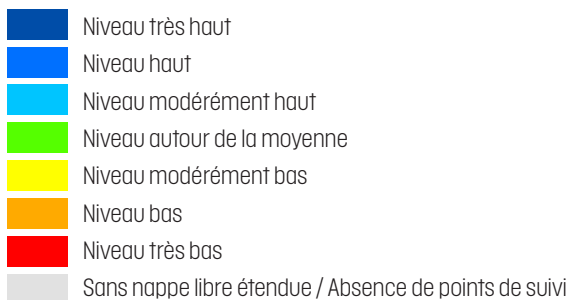 Niveau très haut
Niveau haut
Niveau modérément haut
Niveau autour de la moyenne
Niveau modérément bas
Niveau bas
Niveau très bas
Sans nappe libre étendue / Absence de points de suivi